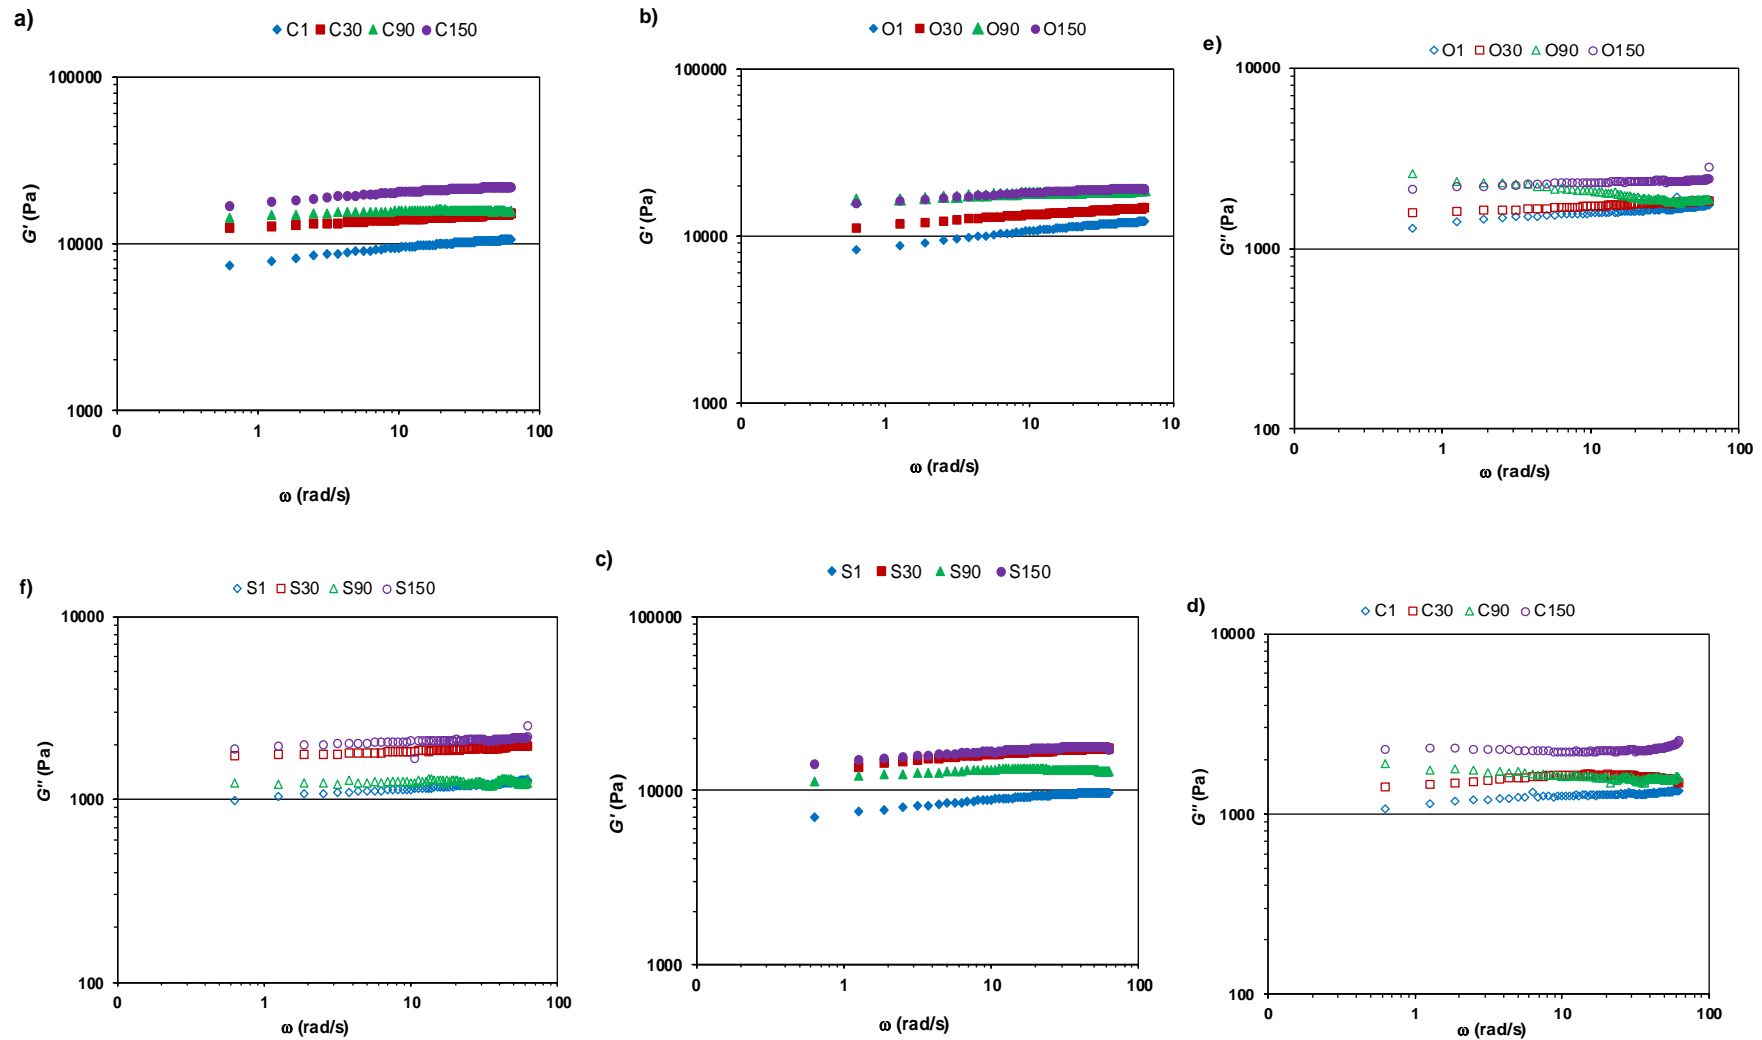 a)
C1 C30 C90 C150
100000
10000
1000
G' (Pa)
0 1 10 100
ω (rad/s)
b)
O1 O30 O90 O150
100000
10000
1000
G' (Pa)
0 1 10 10
ω (rad/s)
e)
O1 O30 O90 O150
10000
1000
100
G'' (Pa)
0 1 10 100
ω (rad/s)
f)
S1 S30 S90 S150
10000
1000
100
G'' (Pa)
0 1 10 100
ω (rad/s)
c)
S1 S30 S90 S150
100000
10000
1000
G' (Pa)
0 1 10 100
ω (rad/s)
d)
C1 C30 C90 C150
10000
1000
100
G'' (Pa)
0 1 10 100
ω (rad/s)